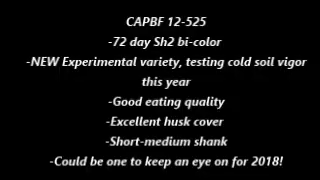 CAPBF 12-525
-72 day Sh2 bi-color
-NEW Experimental variety, testing cold soil vigor
this year
-Good eating quality
-Excellent husk cover
-Short-medium shank
-Could be one to keep an eye on for 2018!